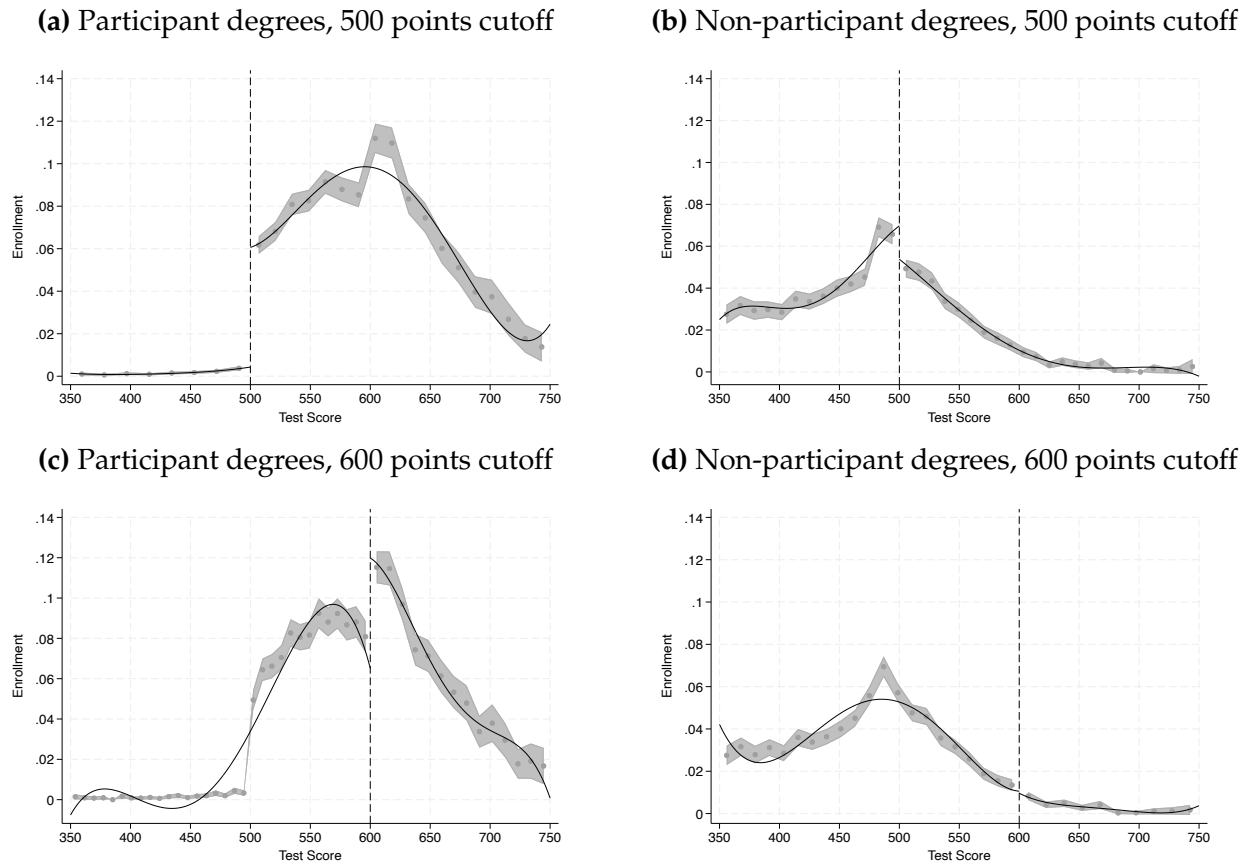 (a) Participant degrees, 500 points cutoff
(b) Non-participant degrees, 500 points cutoff
.14
.12
.1
.08
.06
.04
.02
0
Enrollment
350 400 450 500 550 600 650 700 750
Test Score
.14
.12
.1
.08
.06
.04
.02
0
Enrollment
350 400 450 500 550 600 650 700 750
Test Score
(c) Participant degrees, 600 points cutoff
(d) Non-participant degrees, 600 points cutoff
.14
.12
.1
.08
.06
.04
.02
0
Enrollment
350 400 450 500 550 600 650 700 750
Test Score
.14
.12
.1
.08
.06
.04
.02
0
Enrollment
350 400 450 500 550 600 650 700 750
Test Score